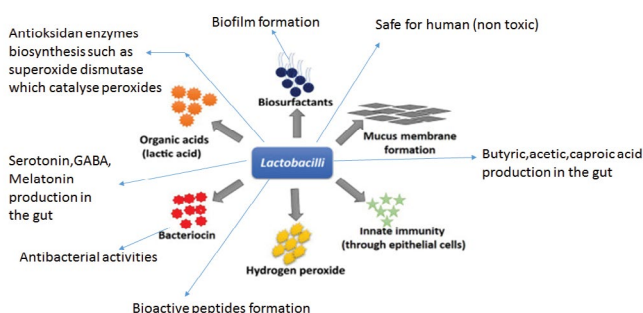 Antioksidan enzymes
biosynthesis such as
superoxide dismutase
which catalyse peroxides
Biofilm formation
Safe for human (non toxic)
Biosurfactants
Organic acids
(lactic acid)
Mucus membrane
formation
Lactobacilli
Serotonin,GABA,
Melatonin
production in
the gut
Butyric,acetic,caproic acid
production in the gut
Bacteriocin
Innate immunity
(through epithelial cells)
Antibacterial activities
Hydrogen peroxide
Bioactive peptides formation